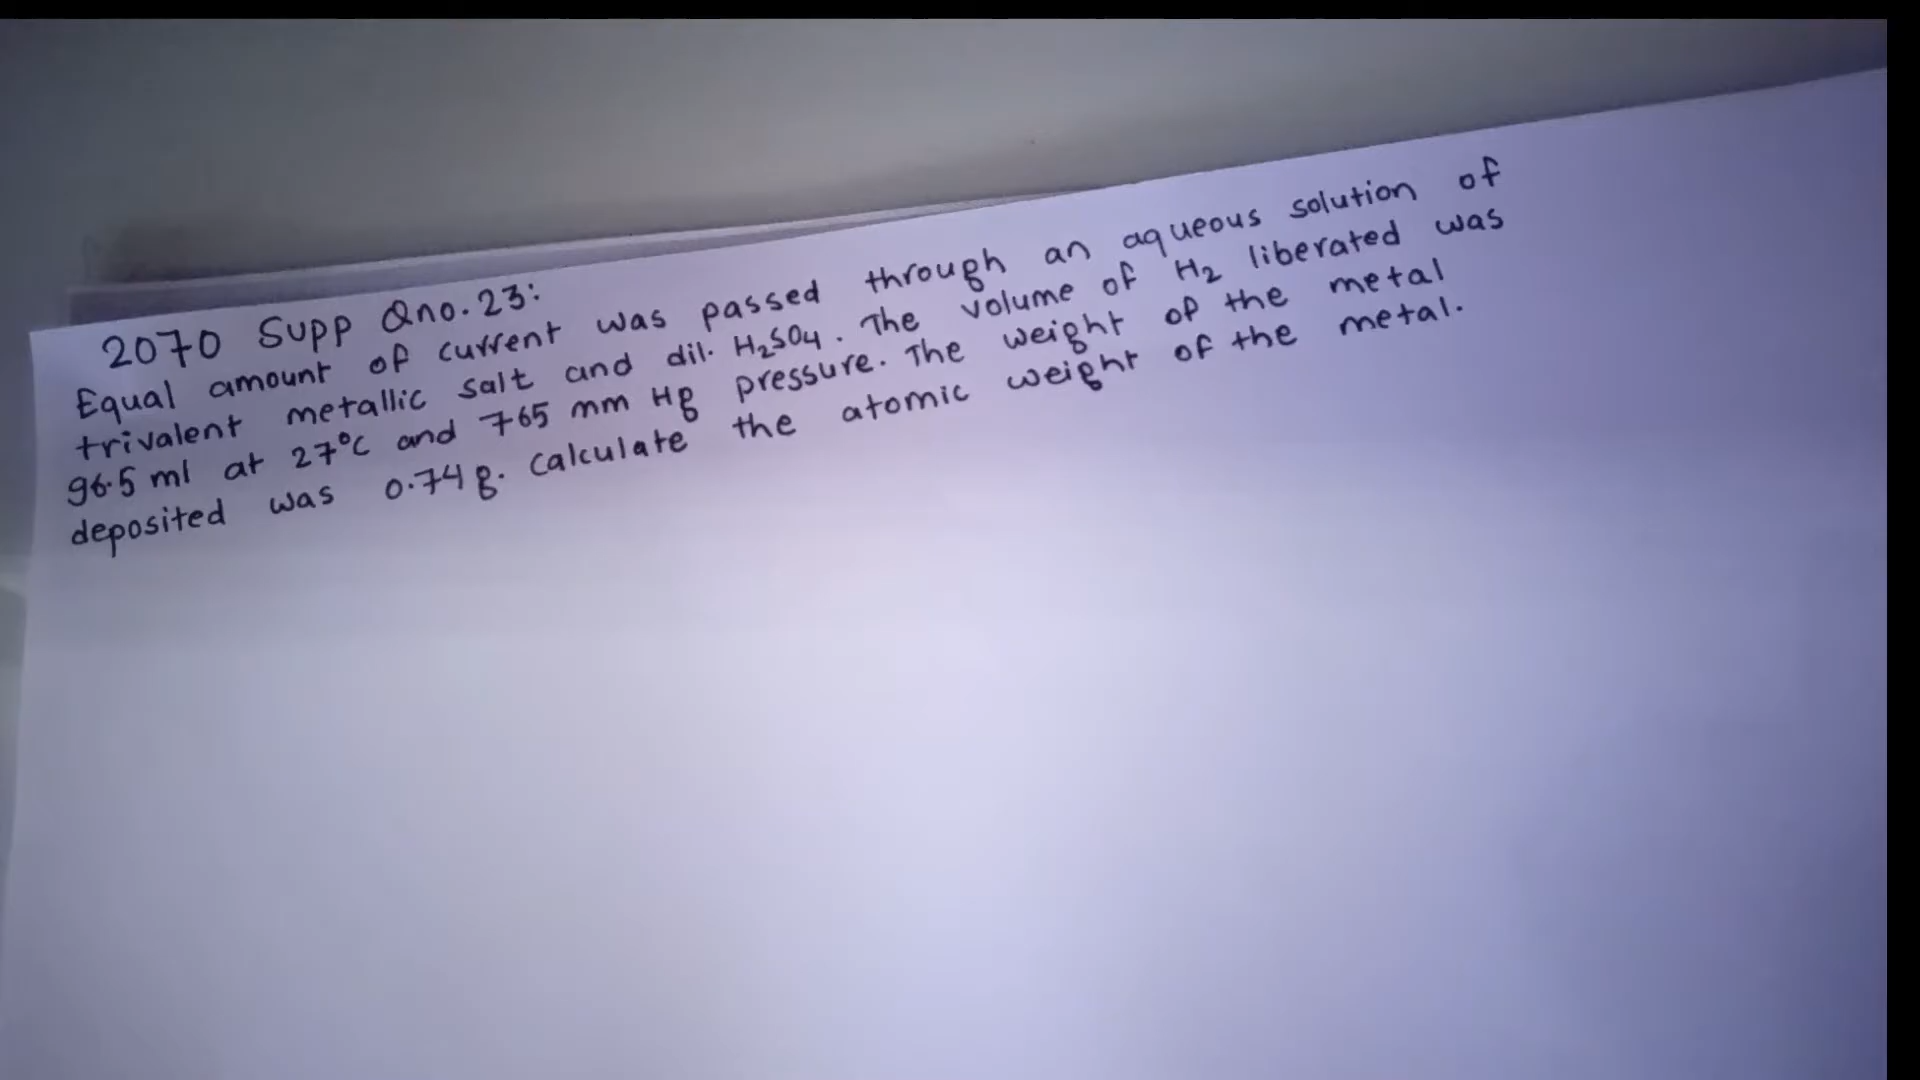 2070 Supp Qno.23:
Equal amount of current was passed through an aqueous solution of
trivalent metallic salt and dil. H₂SO₄. The volume of H₂ liberated was
96.5 ml at 27°C and 765 mm Hg pressure. The weight of the metal
deposited was 0.74g. Calculate the atomic weight of the metal.